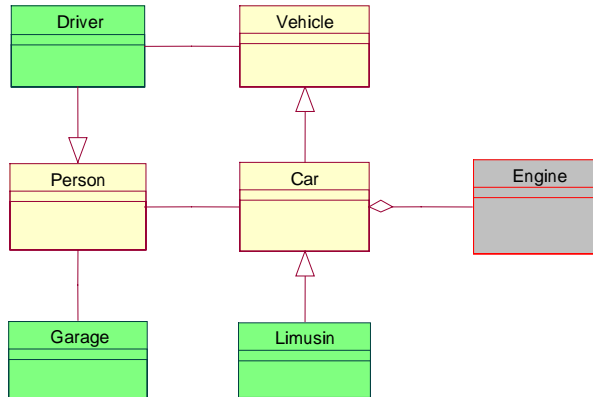 Driver
Vehicle
Person
Car
Engine
Garage
Limusin